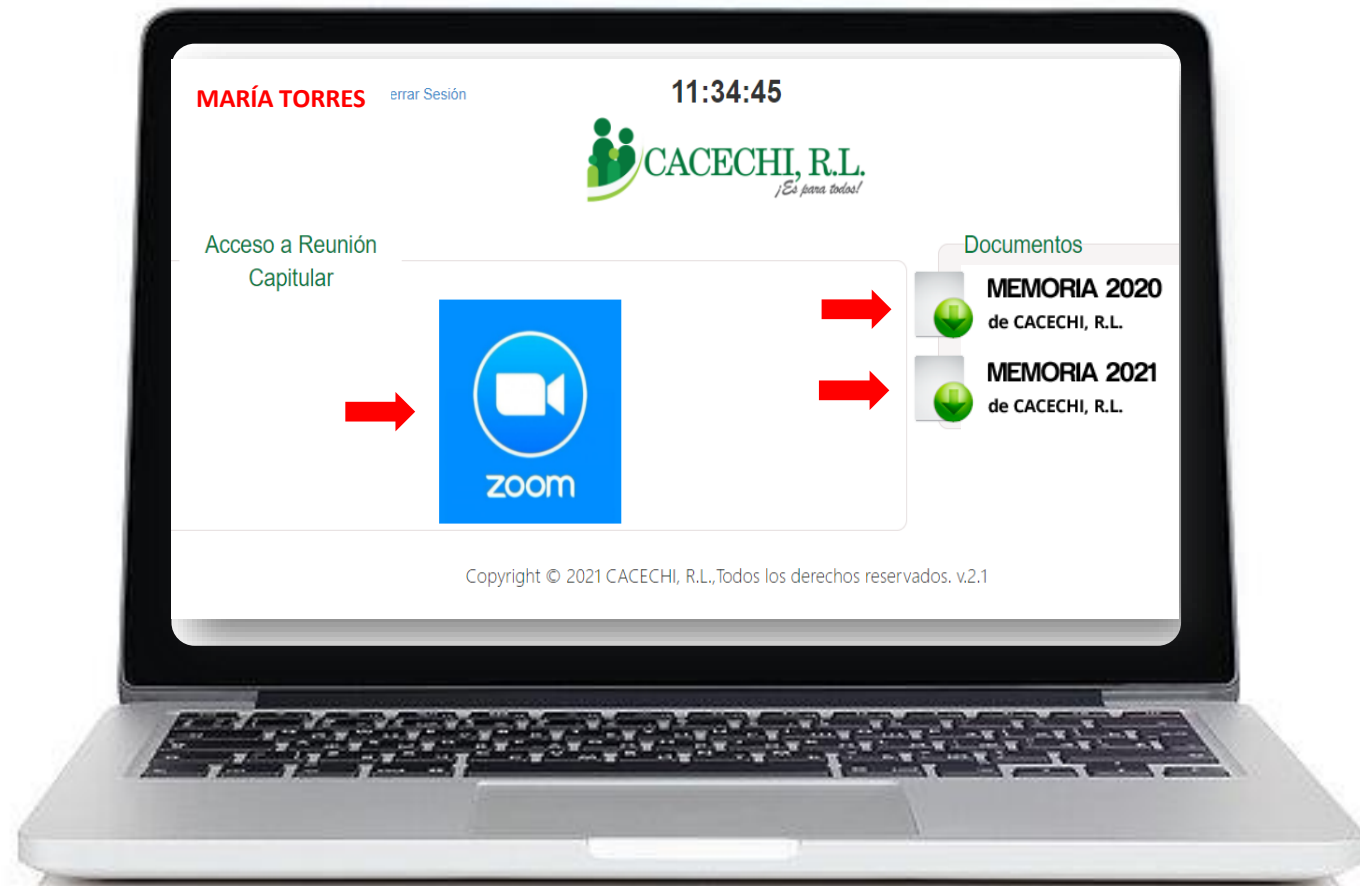 MARÍA TORRES
errar Sesión
11:34:45
CACECHI, R.L.
¡Es para todos!
Acceso a Reunión
Capitular
zoom
Documentos
MEMORIA 2020
de CACECHI, R.L.
MEMORIA 2021
de CACECHI, R.L.
Copyright © 2021 CACECHI, R.L.,Todos los derechos reservados. v.2.1